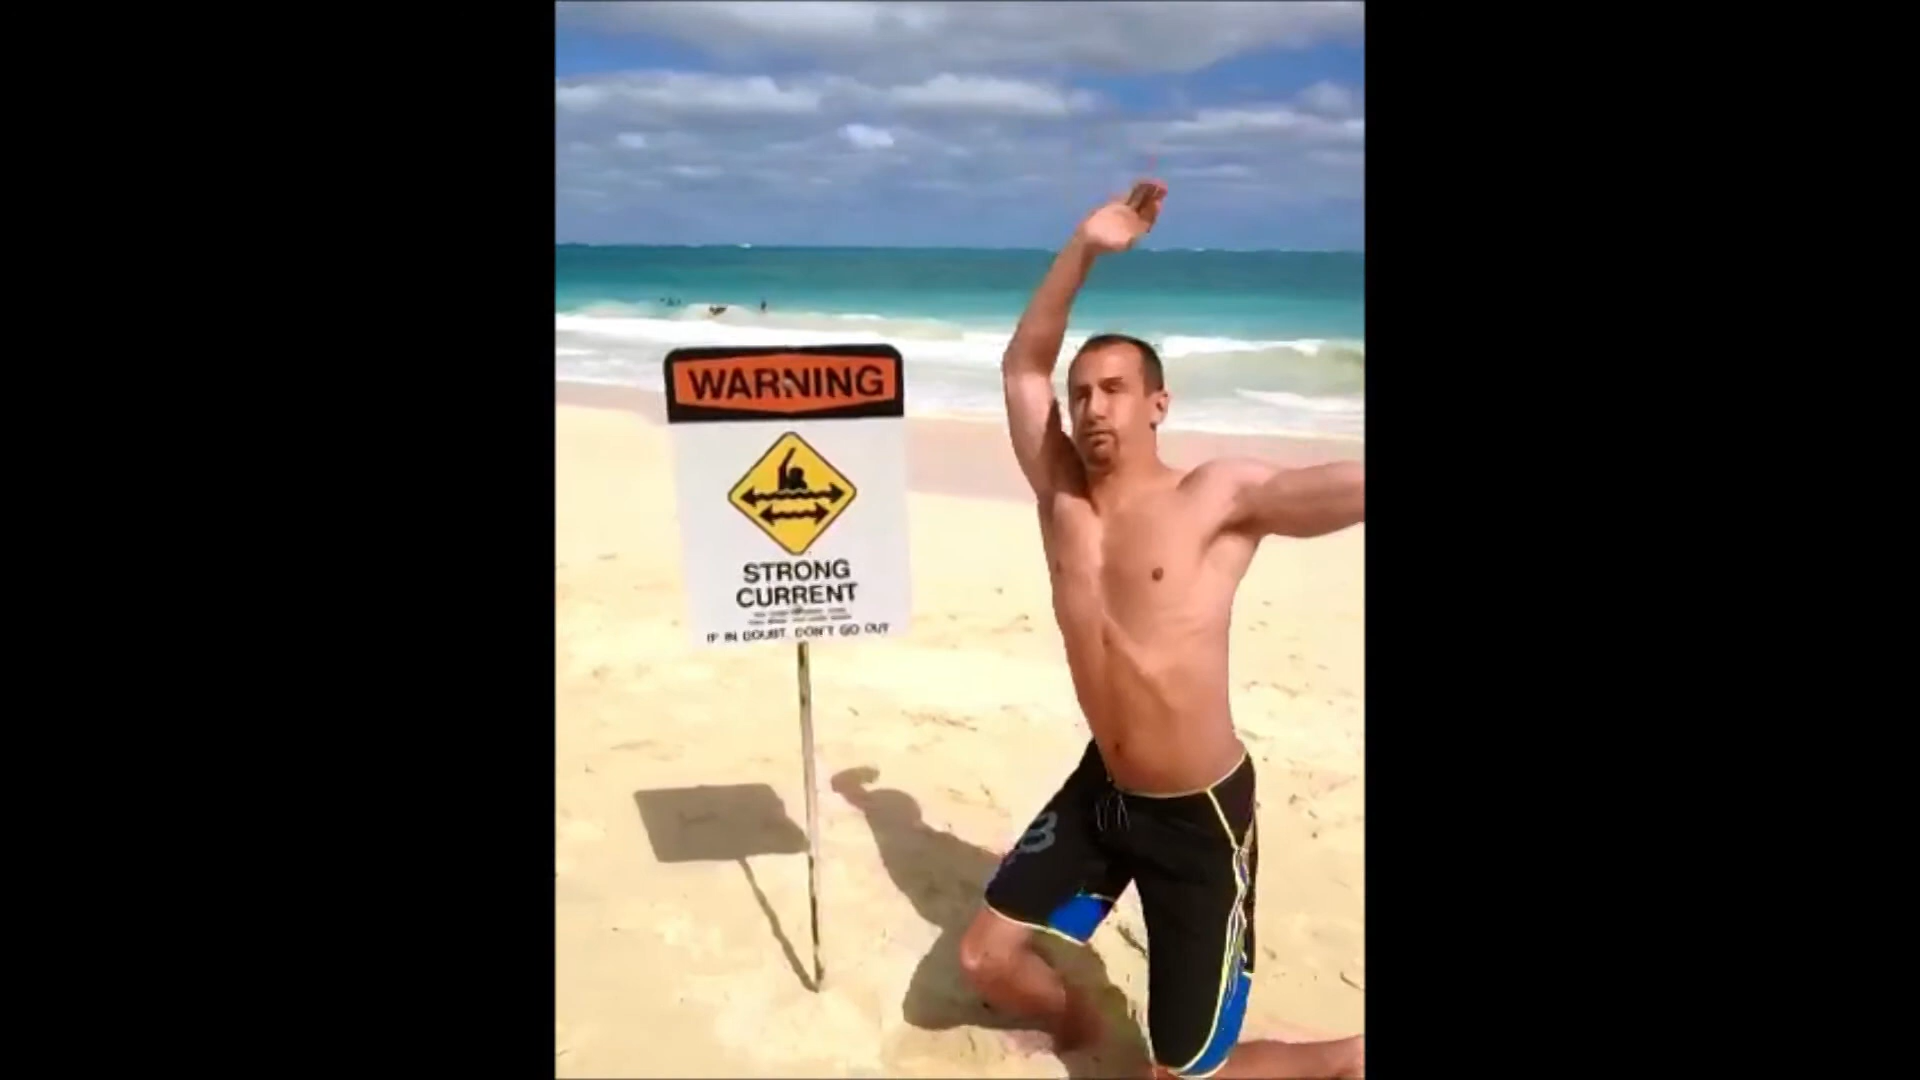 WARNING
STRONG
CURRENT
IF IN DOUBT, DON'T GO OUT